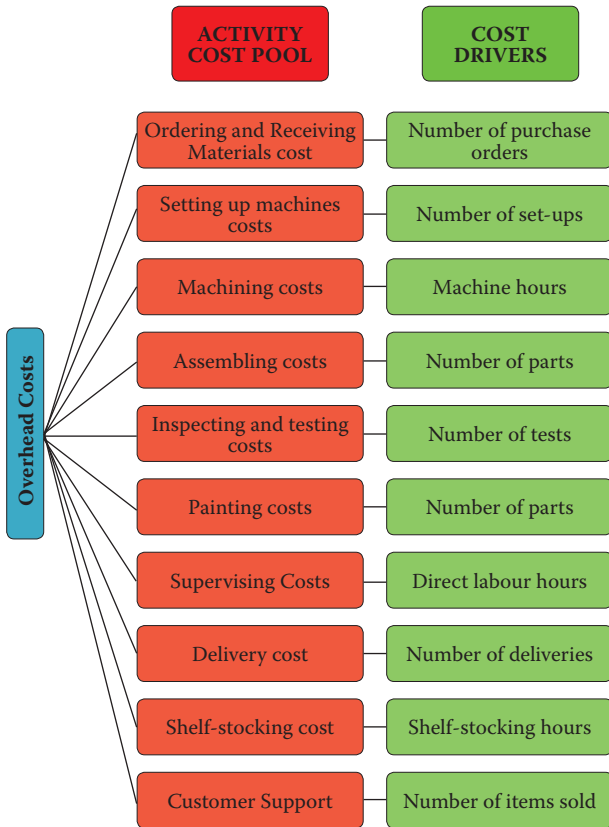 ACTIVITY
COST POOL
COST
DRIVERS
Overhead Costs
Ordering and Receiving
Materials cost
Number of purchase
orders
Setting up machines
costs
Number of set-ups
Machining costs
Machine hours
Assembling costs
Number of parts
Inspecting and testing
costs
Number of tests
Painting costs
Number of parts
Supervising Costs
Direct labour hours
Delivery cost
Number of deliveries
Shelf-stocking cost
Shelf-stocking hours
Customer Support
Number of items sold